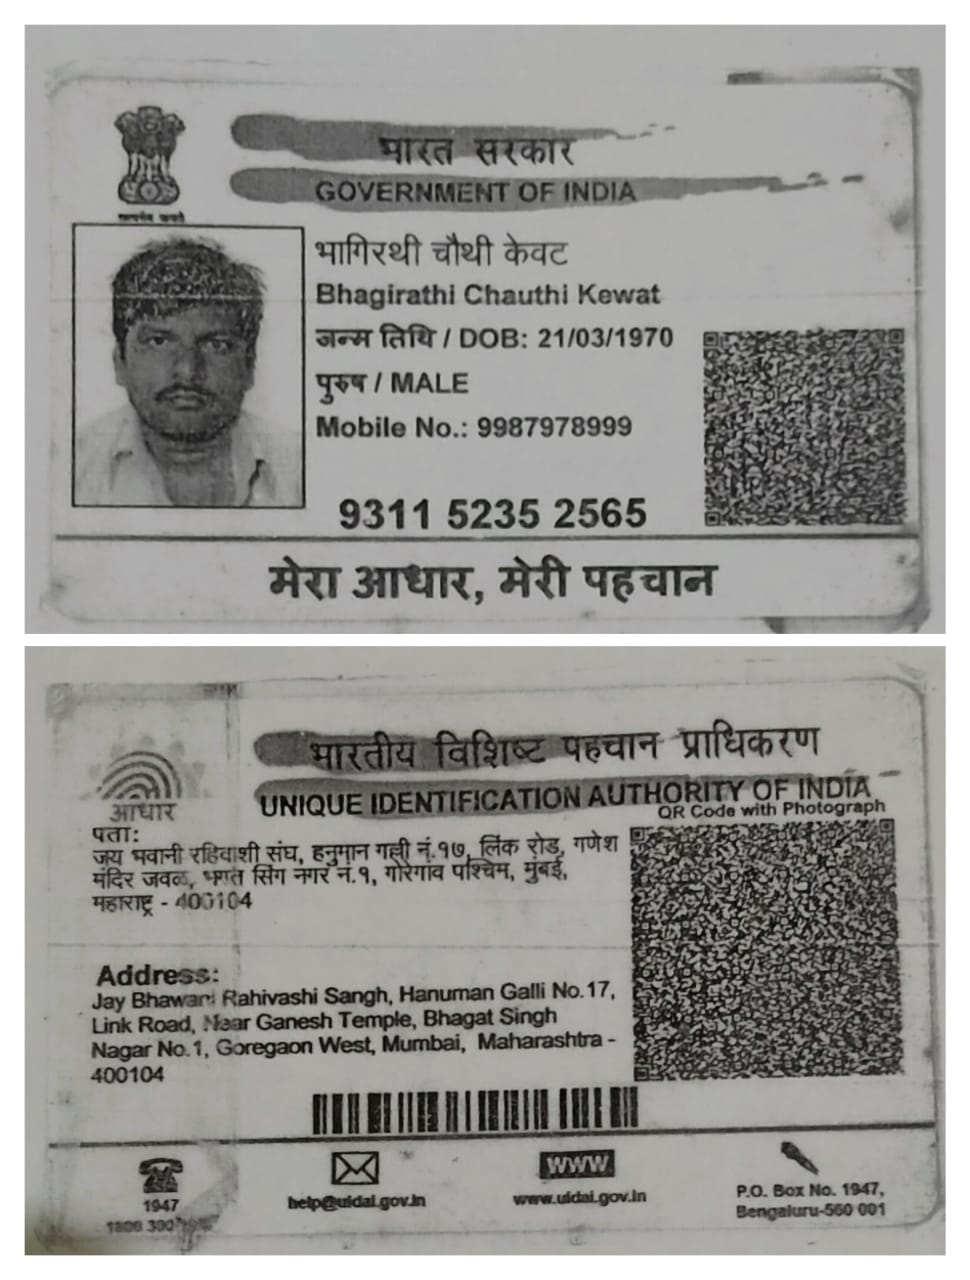 भारत सरकार
GOVERNMENT OF INDIA
भागिरथी चौथी केवट
Bhagirathi Chauthi Kewat
जन्म तिथि / DOB: 21/03/1970
पुरुष / MALE
Mobile No.: 9987978999
9311 5235 2565
मेरा आधार, मेरी पहचान
भारतीय विशिष्ट पहचान प्राधिकरण
UNIQUE IDENTIFICATION AUTHORITY OF INDIA
QR Code with Photograph
आधार
पता:
जय भवानी रहिवाशी संघ, हनुमान गल्ली नं.१७, लिंक रोड, गणेश
मंदिर जवळ, भगत सिंग नगर नं.१, गोरेगाव पश्चिम, मुंबई,
महाराष्ट्र - 400104
Address:
Jay Bhawani Rahivashi Sangh, Hanuman Galli No.17,
Link Road, Near Ganesh Temple, Bhagat Singh
Nagar No.1, Goregaon West, Mumbai, Maharashtra -
400104
1947
1800 300
help@uidai.gov.in
www
www.uidai.gov.in
P.O. Box No. 1947,
Bengaluru-560 001